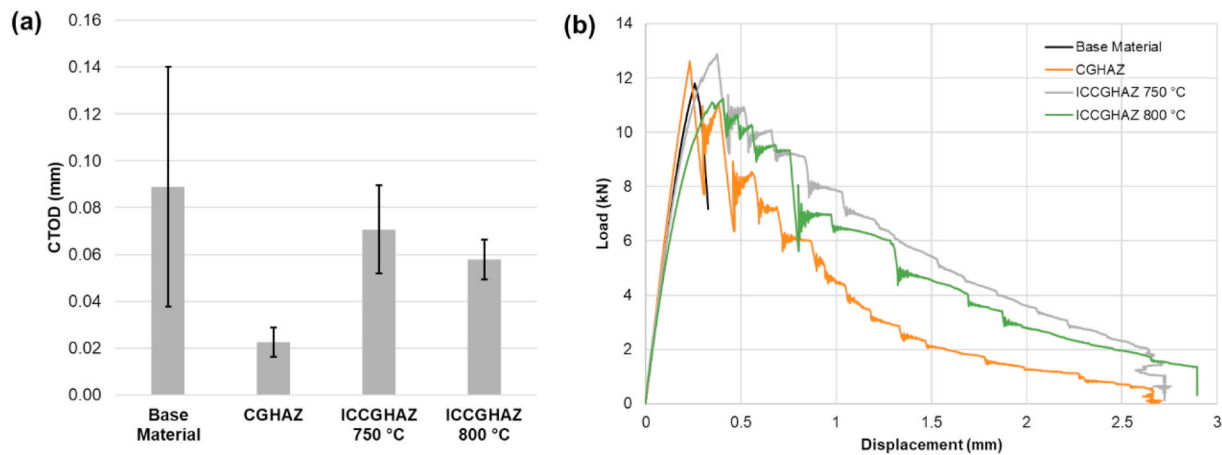 (a)
0.16
0.14
0.12
0.10
0.08
0.06
0.04
0.02
0.00
CTOD (mm)
Base
Material
CGHAZ
ICCGHAZ
750 °C
ICCGHAZ
800 °C
(b)
14
12
10
8
6
4
2
0
Load (kN)
0
0.5
1
1.5
2
2.5
3
Displacement (mm)
Base Material
CGHAZ
ICCGHAZ 750 °C
ICCGHAZ 800 °C